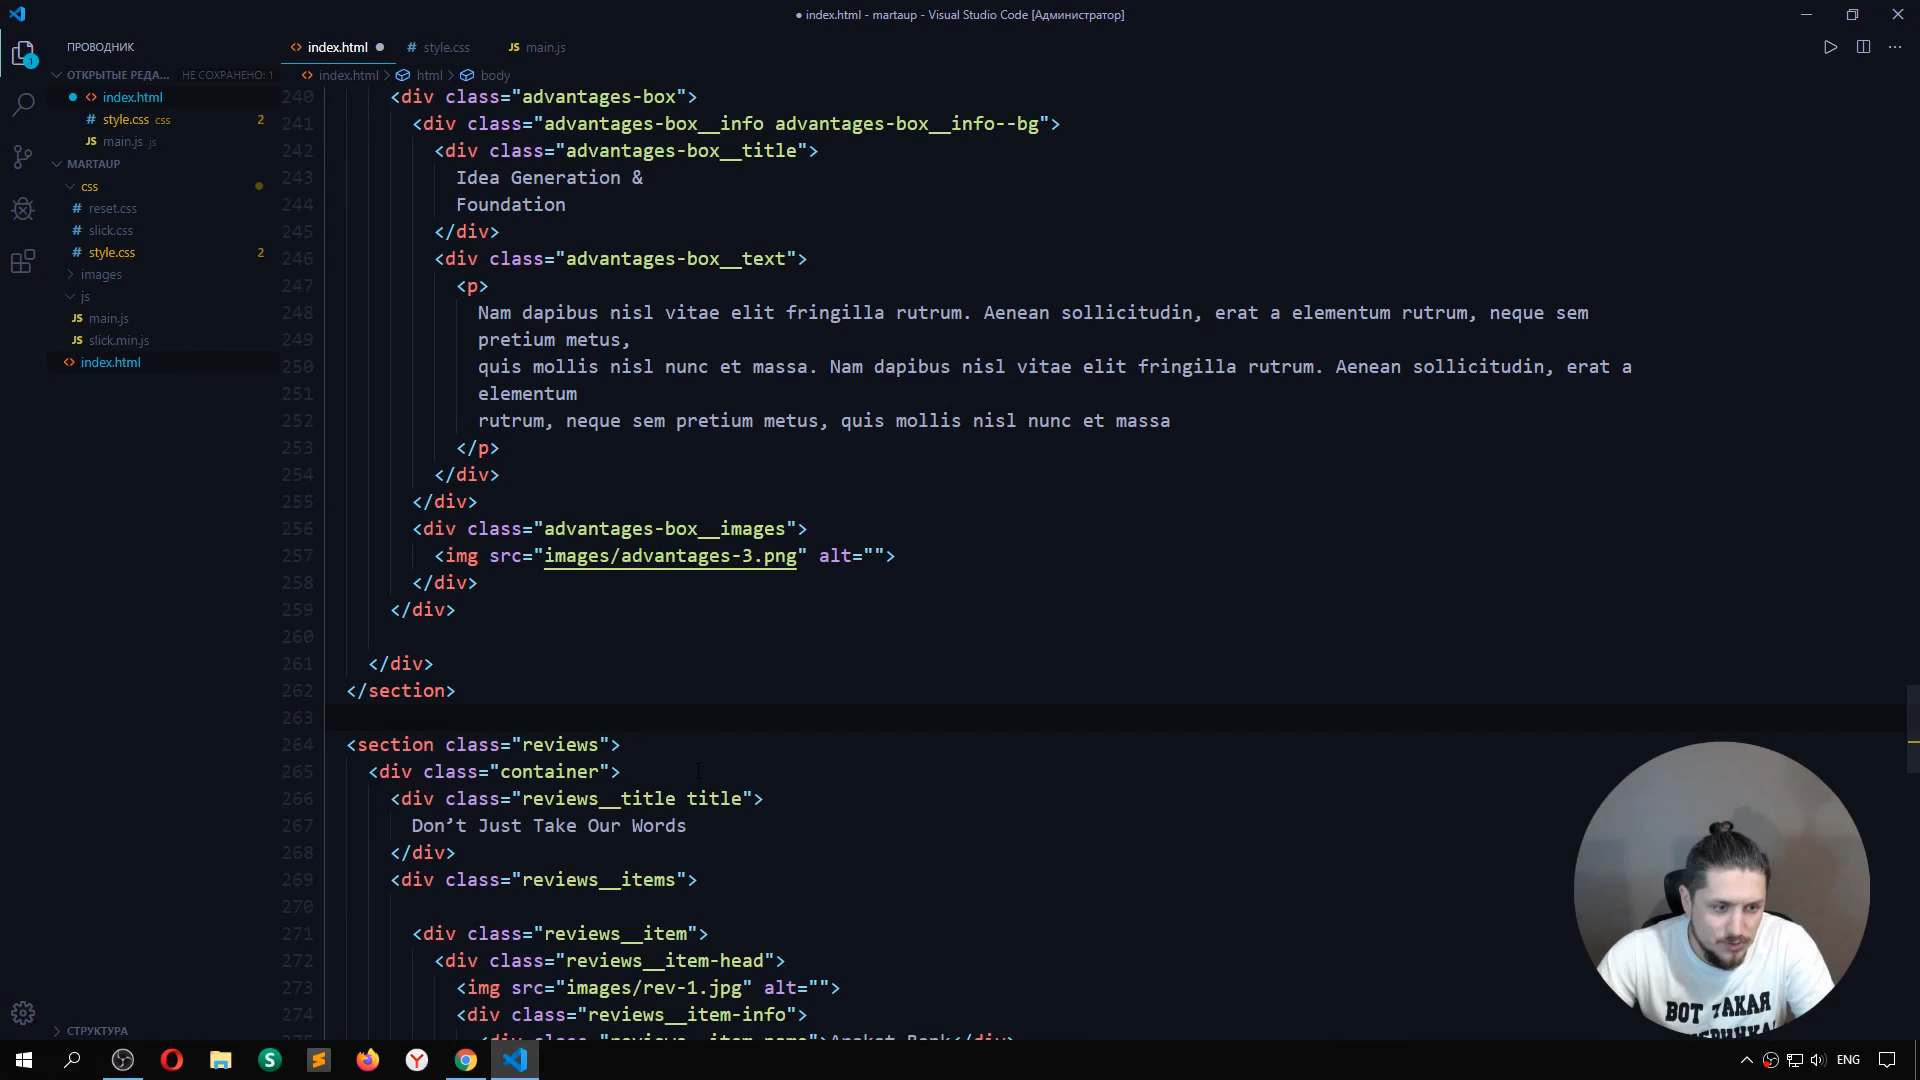 ● index.html - martaup - Visual Studio Code [Администратор]
ПРОВОДНИК
index.html
style.css
main.js
ОТКРЫТЫЕ РЕДА... НЕ СОХРАНЕНО: 1
index.html > html > body
index.html
style.css css 2
main.js js
MARTAUP
css
reset.css
slick.css
style.css 2
images
js
main.js
slick.min.js
index.html
СТРУКТУРА
240 <div class="advantages-box">
241 <div class="advantages-box__info advantages-box__info--bg">
242 <div class="advantages-box__title">
243 Idea Generation &
244 Foundation
245 </div>
246 <div class="advantages-box__text">
247 <p>
248 Nam dapibus nisl vitae elit fringilla rutrum. Aenean sollicitudin, erat a elementum rutrum, neque sem
249 pretium metus,
250 quis mollis nisl nunc et massa. Nam dapibus nisl vitae elit fringilla rutrum. Aenean sollicitudin, erat a
251 elementum
252 rutrum, neque sem pretium metus, quis mollis nisl nunc et massa
253 </p>
254 </div>
255 </div>
256 <div class="advantages-box__images">
257 <img src="images/advantages-3.png" alt="">
258 </div>
259 </div>
260
261 </div>
262 </section>
263
264 <section class="reviews">
265 <div class="container">
266 <div class="reviews__title title">
267 Don’t Just Take Our Words
268 </div>
269 <div class="reviews__items">
270
271 <div class="reviews__item">
272 <div class="reviews__item-head">
273 <img src="images/rev-1.jpg" alt="">
274 <div class="reviews__item-info">
ВОТ ТАКАЯ
ENG